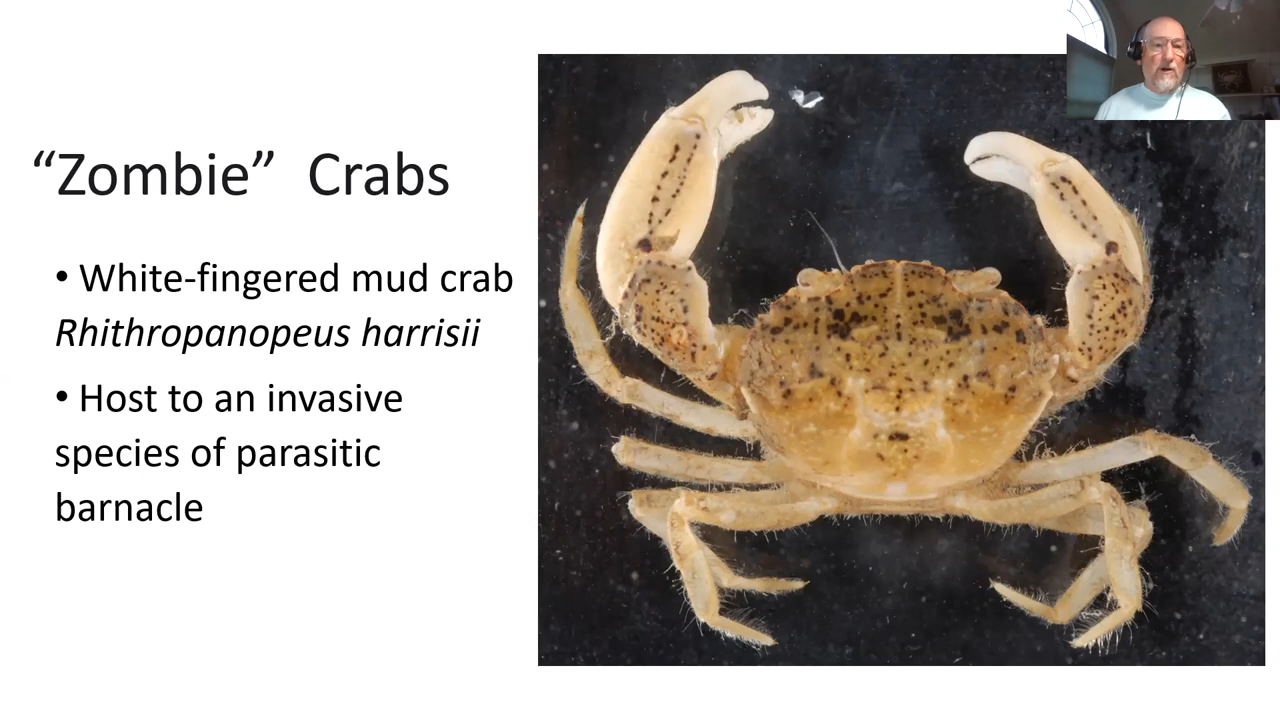 “Zombie” Crabs
• White-fingered mud crab
Rhithropanopeus harrisii
• Host to an invasive
species of parasitic
barnacle